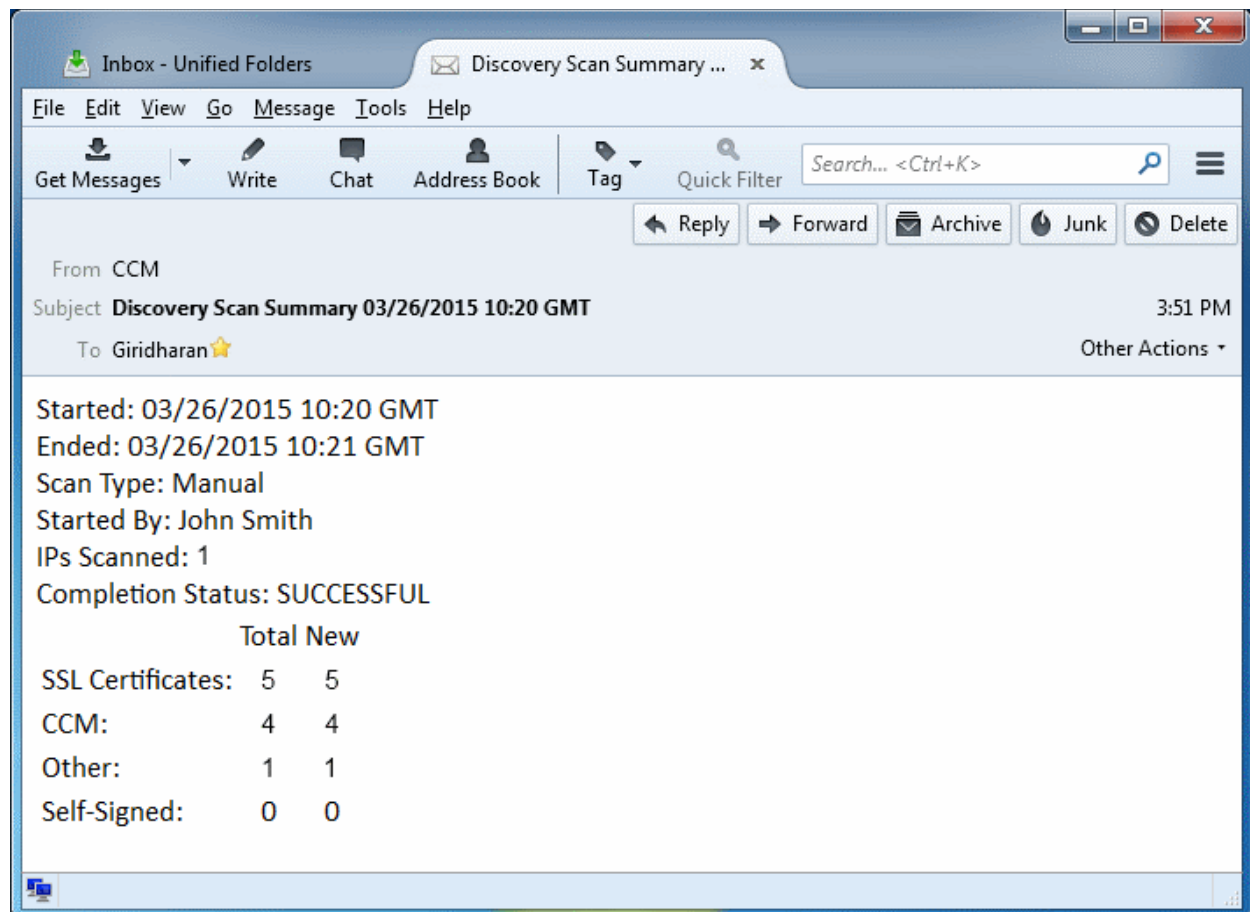 Inbox - Unified Folders Discovery Scan Summary ...
File Edit View Go Message Tools Help
Get Messages Write Chat Address Book Tag Quick Filter Search... <Ctrl+K>
Reply Forward Archive Junk Delete
From CCM
Subject Discovery Scan Summary 03/26/2015 10:20 GMT 3:51 PM
To Giridharan Other Actions
Started: 03/26/2015 10:20 GMT
Ended: 03/26/2015 10:21 GMT
Scan Type: Manual
Started By: John Smith
IPs Scanned: 1
Completion Status: SUCCESSFUL
Total New
SSL Certificates: 5 5
CCM: 4 4
Other: 1 1
Self-Signed: 0 0